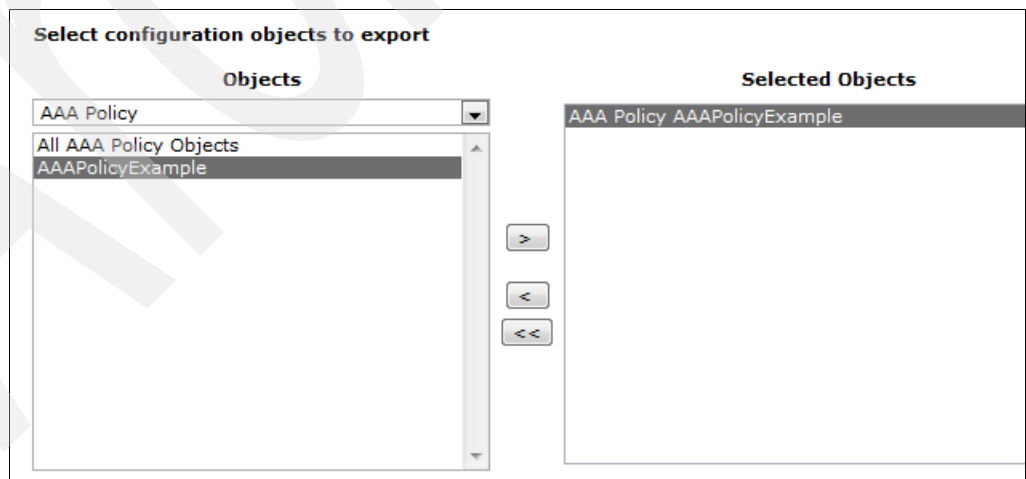 Select configuration objects to export
Objects
AAA Policy
All AAA Policy Objects
AAAPolicyExample
>
<
<<
Selected Objects
AAA Policy AAAPolicyExample